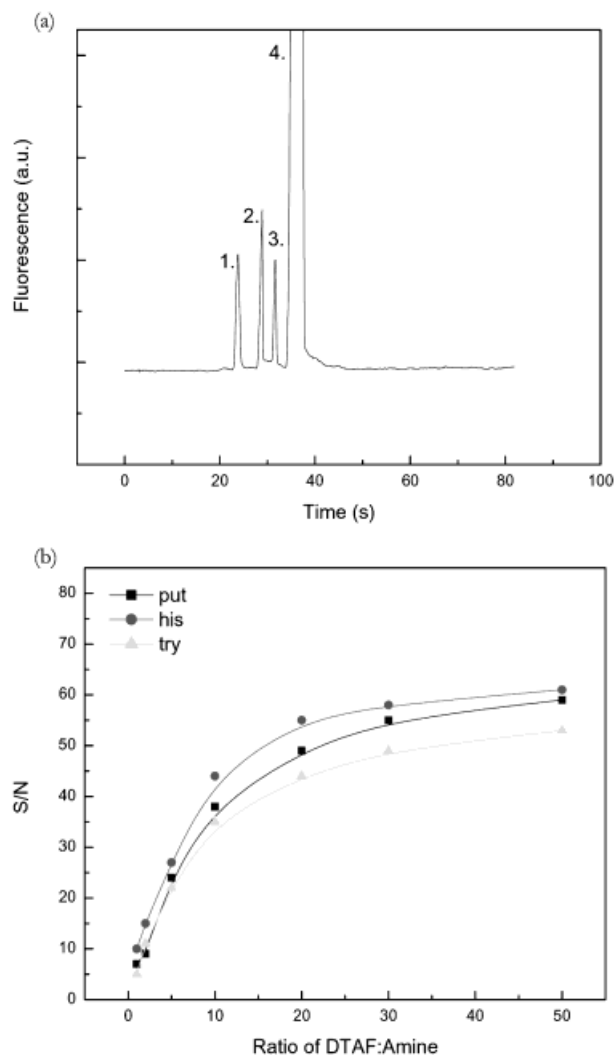 (a)
Fluorescence (a.u.)
4.
2.
1.
3.
0 20 40 60 80 100
Time (s)
(b)
80
70
60
50
40
30
20
10
0
put
his
try
S/N
0 10 20 30 40 50
Ratio of DTAF:Amine